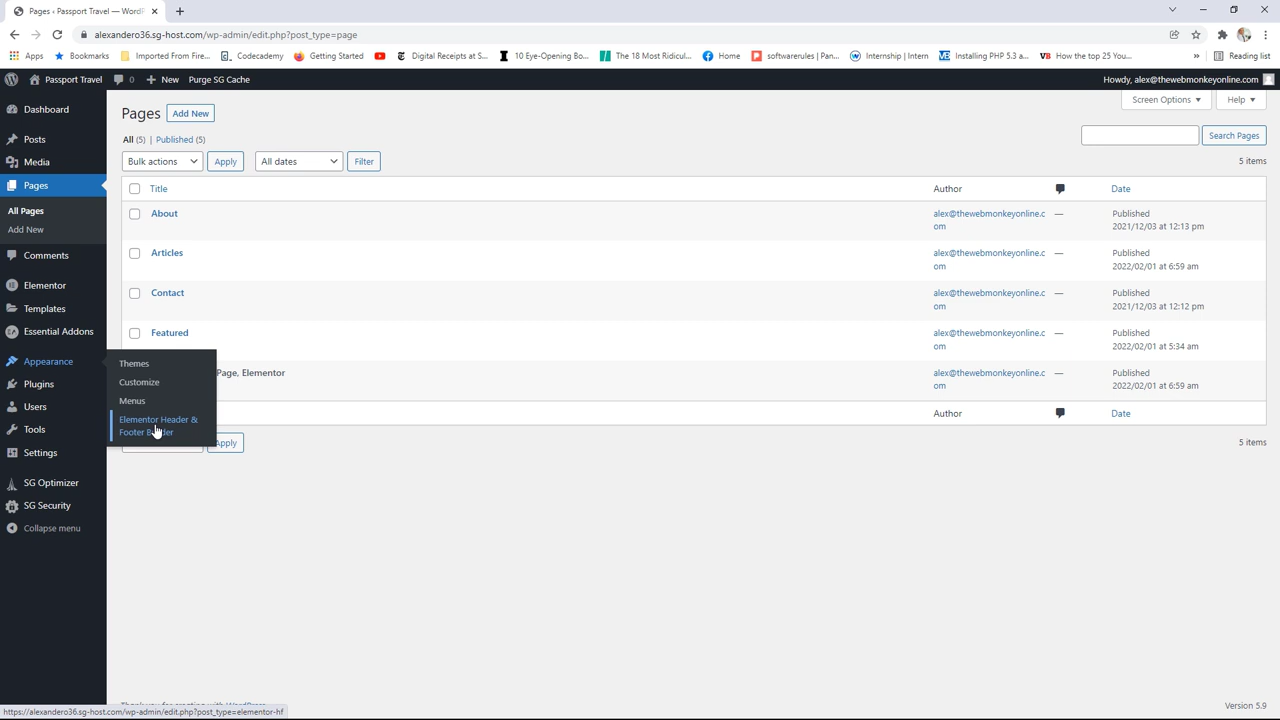 Pages ‹ Passport Travel — WordP
alexandero36.sg-host.com/wp-admin/edit.php?post_type=page
Apps Bookmarks Imported From Fire... Codecademy Getting Started Digital Receipts at S... 10 Eye-Opening Bo... The 18 Most Ridicul... Home softwarerules | Pan... Internship | Intern Installing PHP 5.3 a... How the top 25 You... » Reading list
Passport Travel 0 + New Purge SG Cache Howdy, alex@thewebmonkeyonline.com
Screen Options ▼ Help ▼
Dashboard
Posts
Media
Pages
All Pages
Add New
Comments
Elementor
Templates
Essential Addons
Appearance
Plugins
Users
Tools
Settings
SG Optimizer
SG Security
Collapse menu
Themes
Customize
Menus
Elementor Header &
Footer
Pages Add New
All (5) | Published (5)
Search Pages
Bulk actions Apply All dates Filter 5 items
Title Author Date
About alex@thewebmonkeyonline.c — Published
om 2021/12/03 at 12:13 pm
Articles alex@thewebmonkeyonline.c — Published
om 2022/02/01 at 6:59 am
Contact alex@thewebmonkeyonline.c — Published
om 2021/12/03 at 12:12 pm
Featured alex@thewebmonkeyonline.c — Published
om 2022/02/01 at 5:34 am
Page, Elementor alex@thewebmonkeyonline.c — Published
om 2022/02/01 at 6:59 am
Author Date
Apply 5 items
https://alexandero36.sg-host.com/wp-admin/edit.php?post_type=elementor-hf
Version 5.9